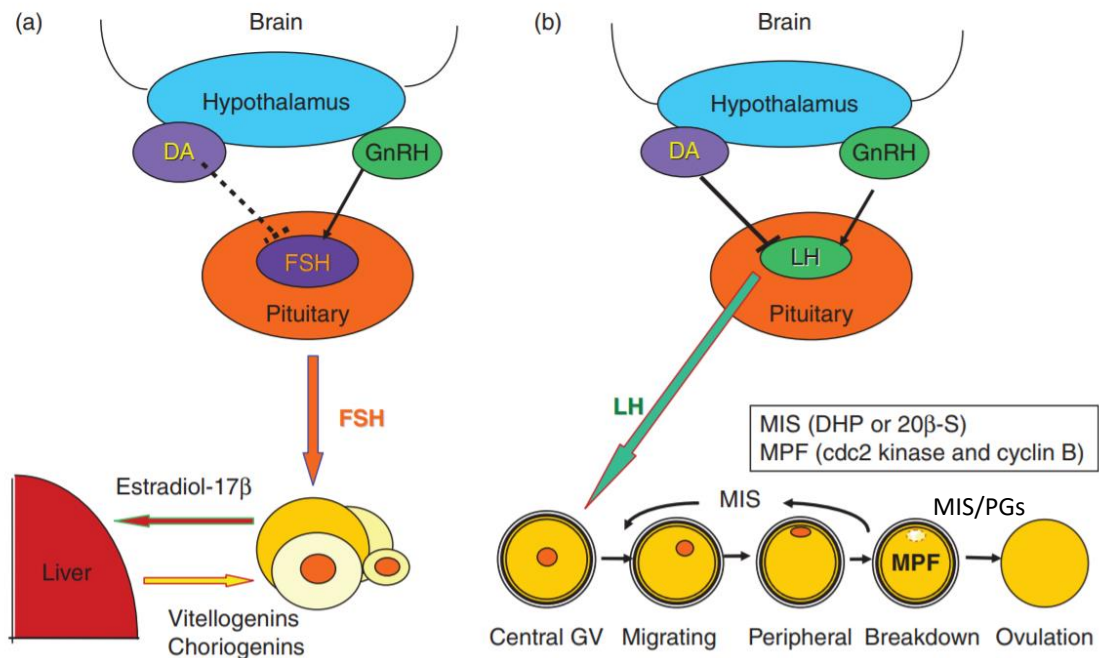 (a)
Brain
Hypothalamus
DA
GnRH
FSH
Pituitary
FSH
Estradiol-17β
Liver
Vitellogenins
Choriogenins
(b)
Brain
Hypothalamus
DA
GnRH
LH
Pituitary
LH
MIS (DHP or 20β-S)
MPF (cdc2 kinase and cyclin B)
MIS
MIS/PGs
MPF
Central GV
Migrating
Peripheral
Breakdown
Ovulation